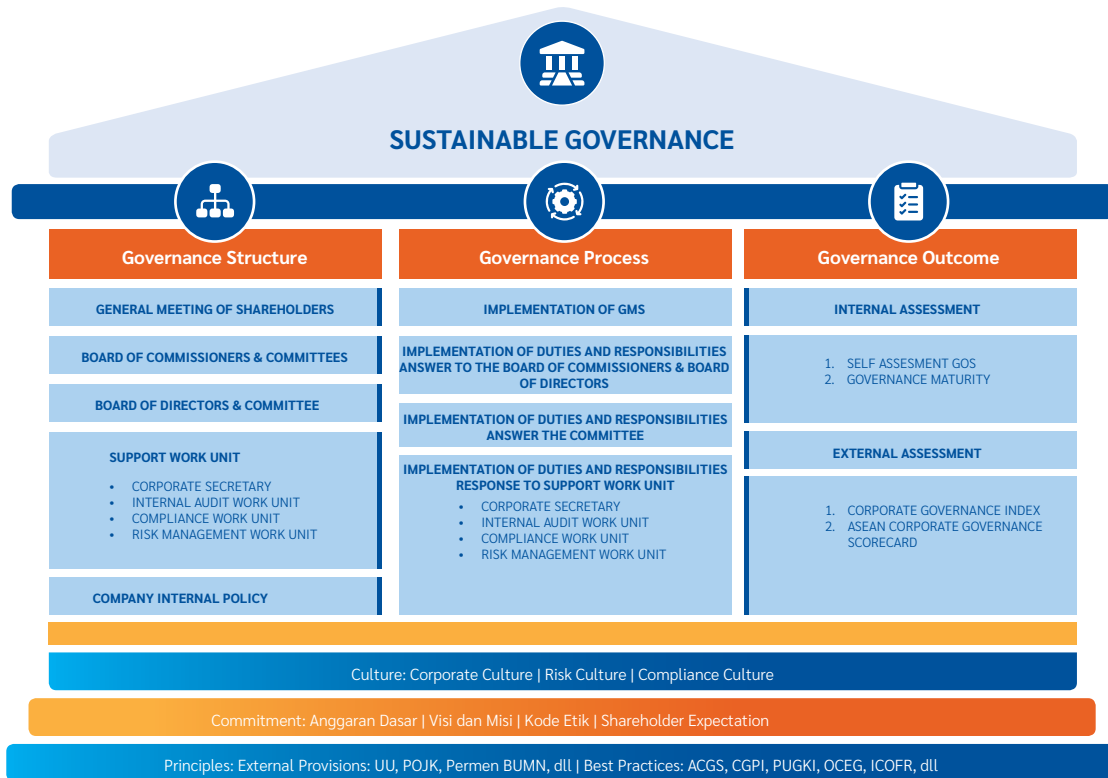 SUSTAINABLE GOVERNANCE
Governance Structure
GENERAL MEETING OF SHAREHOLDERS
BOARD OF COMMISSIONERS & COMMITTEES
BOARD OF DIRECTORS & COMMITTEE
SUPPORT WORK UNIT
• CORPORATE SECRETARY
• INTERNAL AUDIT WORK UNIT
• COMPLIANCE WORK UNIT
• RISK MANAGEMENT WORK UNIT
COMPANY INTERNAL POLICY
Governance Process
IMPLEMENTATION OF GMS
IMPLEMENTATION OF DUTIES AND RESPONSIBILITIES
ANSWER TO THE BOARD OF COMMISSIONERS & BOARD
OF DIRECTORS
IMPLEMENTATION OF DUTIES AND RESPONSIBILITIES
ANSWER THE COMMITTEE
IMPLEMENTATION OF DUTIES AND RESPONSIBILITIES
RESPONSE TO SUPPORT WORK UNIT
• CORPORATE SECRETARY
• INTERNAL AUDIT WORK UNIT
• COMPLIANCE WORK UNIT
• RISK MANAGEMENT WORK UNIT
Governance Outcome
INTERNAL ASSESSMENT
1. SELF ASSESMENT GOS
2. GOVERNANCE MATURITY
EXTERNAL ASSESSMENT
1. CORPORATE GOVERNANCE INDEX
2. ASEAN CORPORATE GOVERNANCE
SCORECARD
Culture: Corporate Culture | Risk Culture | Compliance Culture
Commitment: Anggaran Dasar | Visi dan Misi | Kode Etik | Shareholder Expectation
Principles: External Provisions: UU, POJK, Permen BUMN, dll | Best Practices: ACGS, CGPI, PUGKI, OCEG, ICOFR, dll